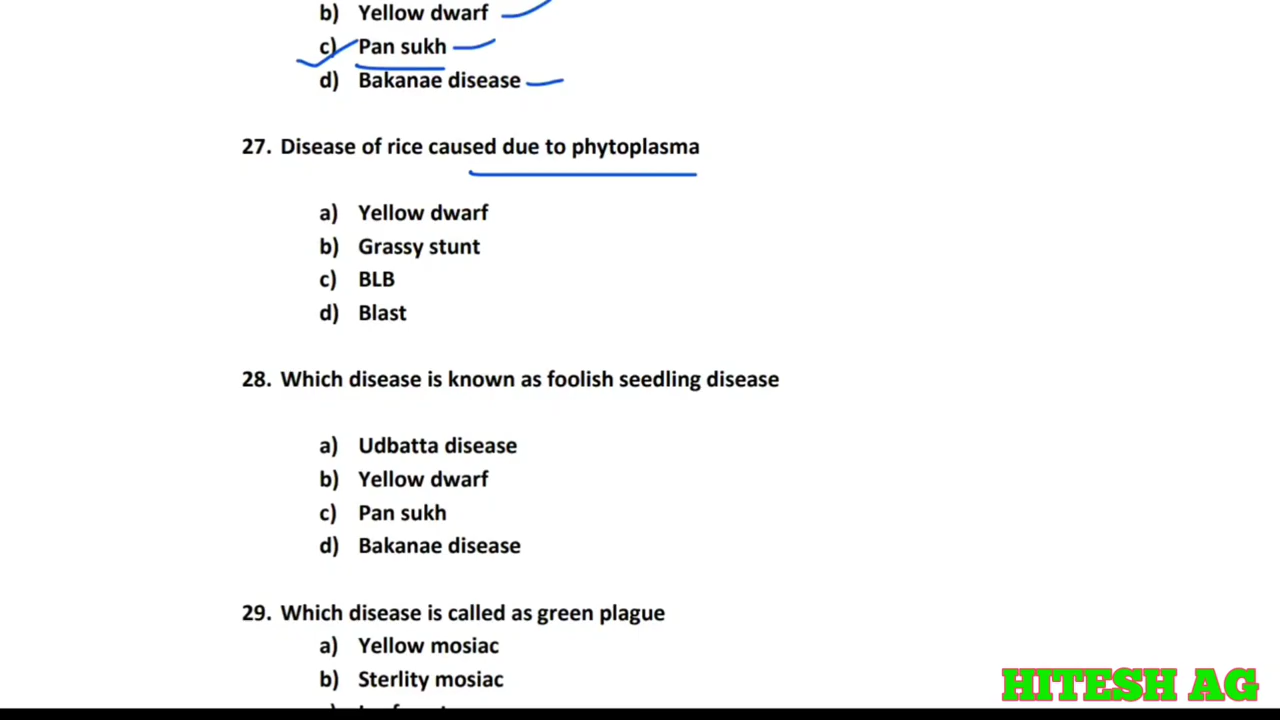 b) Yellow dwarf
c) Pan sukh
d) Bakanae disease
27. Disease of rice caused due to phytoplasma
a) Yellow dwarf
b) Grassy stunt
c) BLB
d) Blast
28. Which disease is known as foolish seedling disease
a) Udbatta disease
b) Yellow dwarf
c) Pan sukh
d) Bakanae disease
29. Which disease is called as green plague
a) Yellow mosiac
b) Sterlity mosiac
HITESH AG